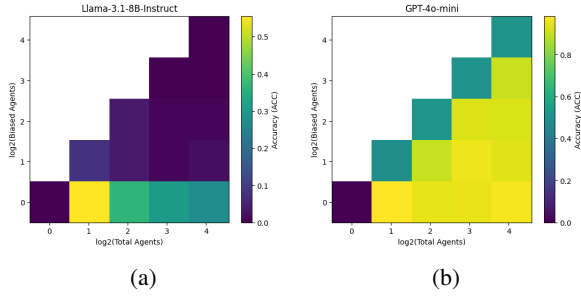 Llama-3.1-8B-Instruct
4
3
2
1
0
log2(Biased Agents)
0 1 2 3 4
log2(Total Agents)
0.5
0.4
0.3
0.2
0.1
0.0
Accuracy (ACC)
(a)
GPT-4o-mini
4
3
2
1
0
log2(Biased Agents)
0 1 2 3 4
log2(Total Agents)
0.8
0.6
0.4
0.2
0.0
Accuracy (ACC)
(b)